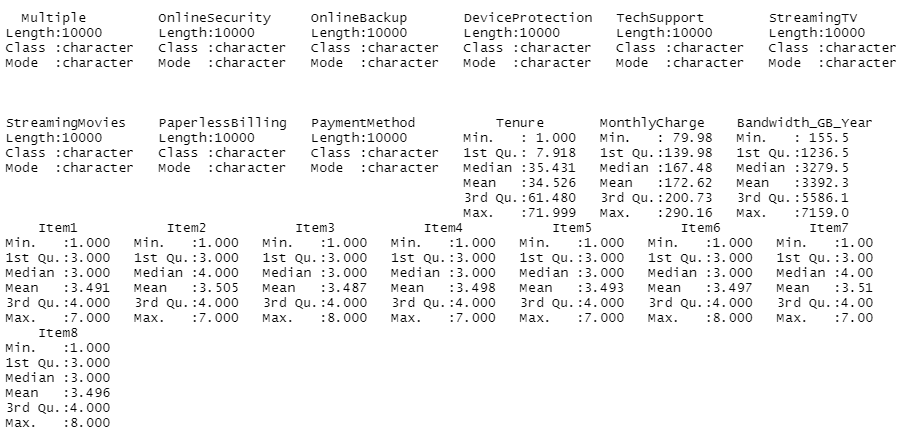 Multiple         OnlineSecurity     OnlineBackup       DeviceProtection   TechSupport        StreamingTV
Length:10000       Length:10000       Length:10000       Length:10000       Length:10000       Length:10000
Class :character   Class :character   Class :character   Class :character   Class :character   Class :character
Mode  :character   Mode  :character   Mode  :character   Mode  :character   Mode  :character   Mode  :character
StreamingMovies    PaperlessBilling   PaymentMethod          Tenure          MonthlyCharge    Bandwidth_GB_Year
Length:10000       Length:10000       Length:10000       Min.   : 1.000   Min.   : 79.98   Min.   : 155.5
Class :character   Class :character   Class :character   1st Qu.: 7.918   1st Qu.:139.98   1st Qu.:1236.5
Mode  :character   Mode  :character   Mode  :character   Median :35.431   Median :167.48   Median :3279.5
Mean   :34.526   Mean   :172.62   Mean   :3392.3
3rd Qu.:61.480   3rd Qu.:200.73   3rd Qu.:5586.1
Max.   :71.999   Max.   :290.16   Max.   :7159.0
    Item1           Item2           Item3           Item4           Item5           Item6           Item7
Min.   :1.000   Min.   :1.000   Min.   :1.000   Min.   :1.000   Min.   :1.000   Min.   :1.000   Min.   :1.00
1st Qu.:3.000   1st Qu.:3.000   1st Qu.:3.000   1st Qu.:3.000   1st Qu.:3.000   1st Qu.:3.000   1st Qu.:3.00
Median :3.000   Median :4.000   Median :3.000   Median :3.000   Median :3.000   Median :3.000   Median :4.00
Mean   :3.491   Mean   :3.505   Mean   :3.487   Mean   :3.498   Mean   :3.493   Mean   :3.497   Mean   :3.51
3rd Qu.:4.000   3rd Qu.:4.000   3rd Qu.:4.000   3rd Qu.:4.000   3rd Qu.:4.000   3rd Qu.:4.000   3rd Qu.:4.00
Max.   :7.000   Max.   :7.000   Max.   :8.000   Max.   :7.000   Max.   :7.000   Max.   :8.000   Max.   :7.00
    Item8
Min.   :1.000
1st Qu.:3.000
Median :3.000
Mean   :3.496
3rd Qu.:4.000
Max.   :8.000